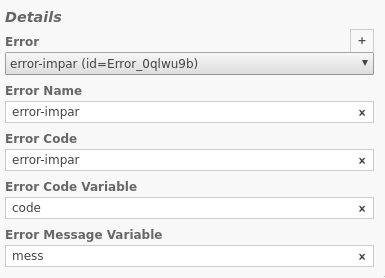 Details
Error
+
error-impar (id=Error_0qlwu9b)
Error Name
error-impar
x
Error Code
error-impar
x
Error Code Variable
code
x
Error Message Variable
mess
x